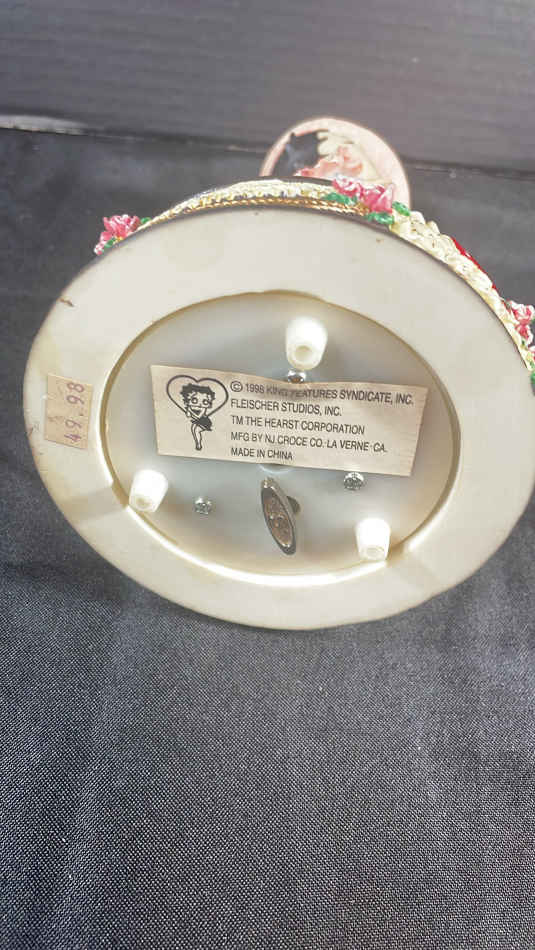 © 1998 KING FEATURES SYNDICATE, INC.
FLEISCHER STUDIOS, INC.
TM THE HEARST CORPORATION
MFG BY NJ CROCE CO. LA VERNE CA.
MADE IN CHINA
49.98